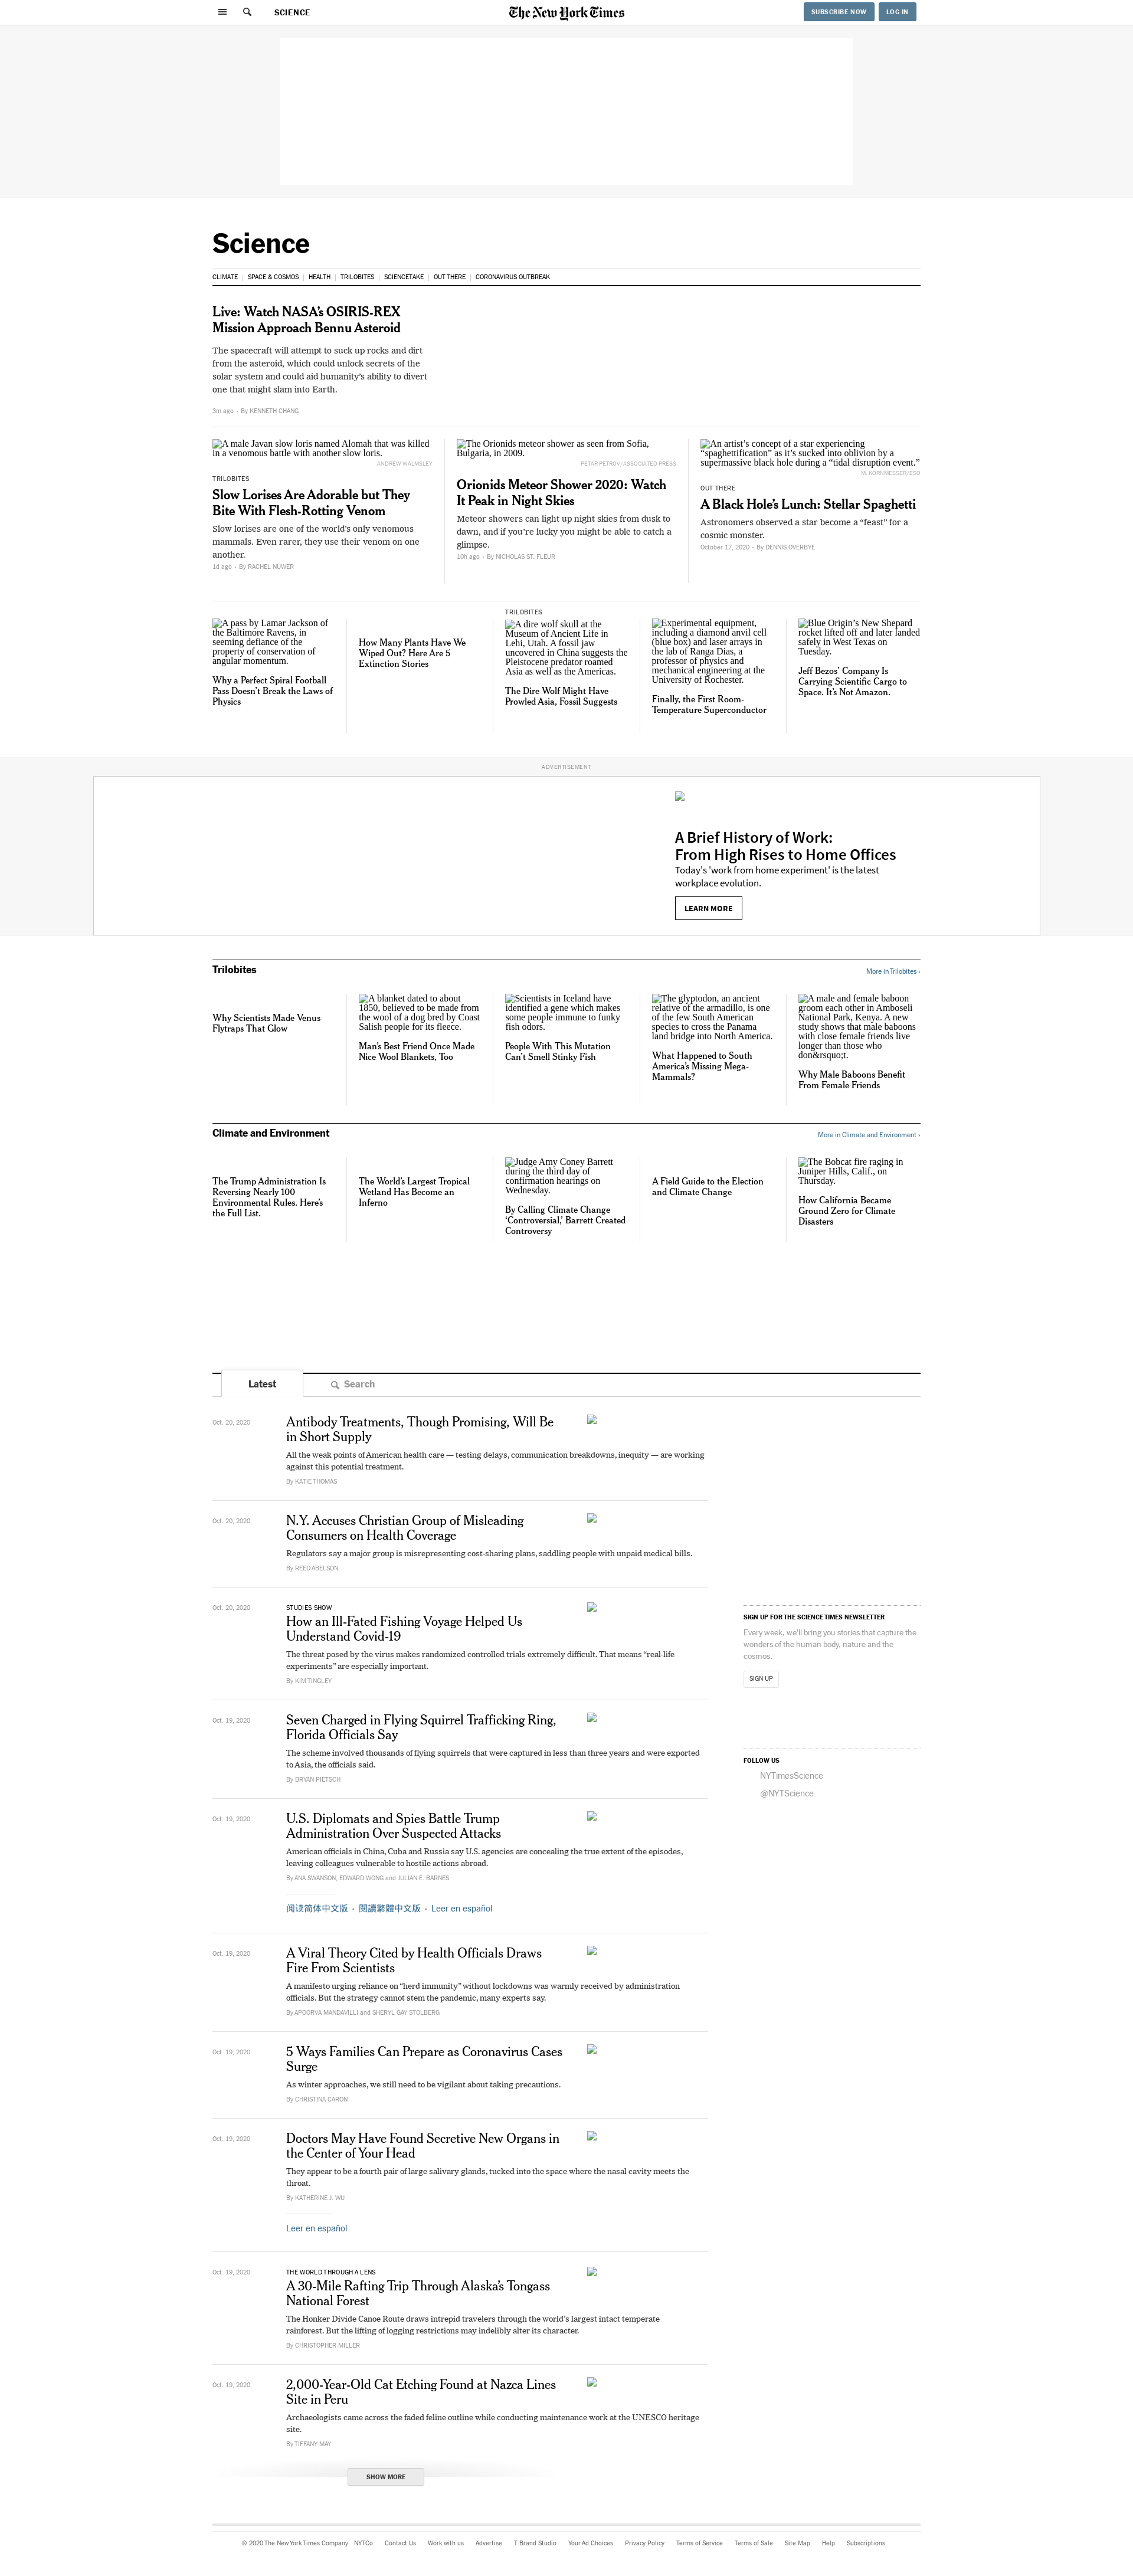 SCIENCE
The New York Times
SUBSCRIBE NOW
LOG IN
Science
CLIMATE
SPACE & COSMOS
HEALTH
TRILOBITES
SCIENCETAKE
OUT THERE
CORONAVIRUS OUTBREAK
Live: Watch NASA’s OSIRIS-REX
Mission Approach Bennu Asteroid
The spacecraft will attempt to suck up rocks and dirt
from the asteroid, which could unlock secrets of the
solar system and could aid humanity’s ability to divert
one that might slam into Earth.
3m ago · By KENNETH CHANG
A male Javan slow loris named Alomah that was killed
in a venomous battle with another slow loris.
ANDREW WALMSLEY
TRILOBITES
Slow Lorises Are Adorable but They
Bite With Flesh-Rotting Venom
Slow lorises are one of the world’s only venomous
mammals. Even rarer, they use their venom on one
another.
1d ago · By RACHEL NUWER
The Orionids meteor shower as seen from Sofia,
Bulgaria, in 2009.
PETAR PETROV/ASSOCIATED PRESS
Orionids Meteor Shower 2020: Watch
It Peak in Night Skies
Meteor showers can light up night skies from dusk to
dawn, and if you’re lucky you might be able to catch a
glimpse.
10h ago · By NICHOLAS ST. FLEUR
An artist’s concept of a star experiencing
“spaghettification” as it’s sucked into oblivion by a
supermassive black hole during a “tidal disruption event.”
M. KORNMESSER/ESO
OUT THERE
A Black Hole’s Lunch: Stellar Spaghetti
Astronomers observed a star become a “feast” for a
cosmic monster.
October 17, 2020 · By DENNIS OVERBYE
A pass by Lamar Jackson of
the Baltimore Ravens, in
seeming defiance of the
property of conservation of
angular momentum.
Why a Perfect Spiral Football
Pass Doesn’t Break the Laws of
Physics
How Many Plants Have We
Wiped Out? Here Are 5
Extinction Stories
TRILOBITES
A dire wolf skull at the
Museum of Ancient Life in
Lehi, Utah. A fossil jaw
uncovered in China suggests the
Pleistocene predator roamed
Asia as well as the Americas.
The Dire Wolf Might Have
Prowled Asia, Fossil Suggests
Experimental equipment,
including a diamond anvil cell
(blue box) and laser arrays in
the lab of Ranga Dias, a
professor of physics and
mechanical engineering at the
University of Rochester.
Finally, the First Room-
Temperature Superconductor
Blue Origin’s New Shepard
rocket lifted off and later landed
safely in West Texas on
Tuesday.
Jeff Bezos’ Company Is
Carrying Scientific Cargo to
Space. It’s Not Amazon.
ADVERTISEMENT
A Brief History of Work:
From High Rises to Home Offices
Today’s ‘work from home experiment’ is the latest
workplace evolution.
LEARN MORE
Trilobites
More in Trilobites ›
Why Scientists Made Venus
Flytraps That Glow
A blanket dated to about
1850, believed to be made from
the wool of a dog bred by Coast
Salish people for its fleece.
Man’s Best Friend Once Made
Nice Wool Blankets, Too
Scientists in Iceland have
identified a gene which makes
some people immune to funky
fish odors.
People With This Mutation
Can’t Smell Stinky Fish
The glyptodon, an ancient
relative of the armadillo, is one
of the few South American
species to cross the Panama
land bridge into North America.
What Happened to South
America’s Missing Mega-
Mammals?
A male and female baboon
groom each other in Amboseli
National Park, Kenya. A new
study shows that male baboons
with close female friends live
longer than those who
don&rsquo;t.
Why Male Baboons Benefit
From Female Friends
Climate and Environment
More in Climate and Environment ›
The Trump Administration Is
Reversing Nearly 100
Environmental Rules. Here’s
the Full List.
The World’s Largest Tropical
Wetland Has Become an
Inferno
Judge Amy Coney Barrett
during the third day of
confirmation hearings on
Wednesday.
By Calling Climate Change
‘Controversial,’ Barrett Created
Controversy
A Field Guide to the Election
and Climate Change
The Bobcat fire raging in
Juniper Hills, Calif., on
Thursday.
How California Became
Ground Zero for Climate
Disasters
Latest
Search
Oct. 20, 2020
Antibody Treatments, Though Promising, Will Be
in Short Supply
All the weak points of American health care — testing delays, communication breakdowns, inequity — are working
against this potential treatment.
By KATIE THOMAS
Oct. 20, 2020
N.Y. Accuses Christian Group of Misleading
Consumers on Health Coverage
Regulators say a major group is misrepresenting cost-sharing plans, saddling people with unpaid medical bills.
By REED ABELSON
Oct. 20, 2020
STUDIES SHOW
How an Ill-Fated Fishing Voyage Helped Us
Understand Covid-19
The threat posed by the virus makes randomized controlled trials extremely difficult. That means “real-life
experiments” are especially important.
By KIM TINGLEY
Oct. 19, 2020
Seven Charged in Flying Squirrel Trafficking Ring,
Florida Officials Say
The scheme involved thousands of flying squirrels that were captured in less than three years and were exported
to Asia, the officials said.
By BRYAN PIETSCH
Oct. 19, 2020
U.S. Diplomats and Spies Battle Trump
Administration Over Suspected Attacks
American officials in China, Cuba and Russia say U.S. agencies are concealing the true extent of the episodes,
leaving colleagues vulnerable to hostile actions abroad.
By ANA SWANSON, EDWARD WONG and JULIAN E. BARNES
阅读简体中文版 • 閱讀繁體中文版 • Leer en español
Oct. 19, 2020
A Viral Theory Cited by Health Officials Draws
Fire From Scientists
A manifesto urging reliance on “herd immunity” without lockdowns was warmly received by administration
officials. But the strategy cannot stem the pandemic, many experts say.
By APOORVA MANDAVILLI and SHERYL GAY STOLBERG
Oct. 19, 2020
5 Ways Families Can Prepare as Coronavirus Cases
Surge
As winter approaches, we still need to be vigilant about taking precautions.
By CHRISTINA CARON
Oct. 19, 2020
Doctors May Have Found Secretive New Organs in
the Center of Your Head
They appear to be a fourth pair of large salivary glands, tucked into the space where the nasal cavity meets the
throat.
By KATHERINE J. WU
Leer en español
Oct. 19, 2020
THE WORLD THROUGH A LENS
A 30-Mile Rafting Trip Through Alaska’s Tongass
National Forest
The Honker Divide Canoe Route draws intrepid travelers through the world’s largest intact temperate
rainforest. But the lifting of logging restrictions may indelibly alter its character.
By CHRISTOPHER MILLER
Oct. 19, 2020
2,000-Year-Old Cat Etching Found at Nazca Lines
Site in Peru
Archaeologists came across the faded feline outline while conducting maintenance work at the UNESCO heritage
site.
By TIFFANY MAY
SHOW MORE
SIGN UP FOR THE SCIENCE TIMES NEWSLETTER
Every week, we’ll bring you stories that capture the
wonders of the human body, nature and the
cosmos.
SIGN UP
FOLLOW US
NYTimesScience
@NYTScience
© 2020 The New York Times Company
NYTCo
Contact Us
Work with us
Advertise
T Brand Studio
Your Ad Choices
Privacy Policy
Terms of Service
Terms of Sale
Site Map
Help
Subscriptions